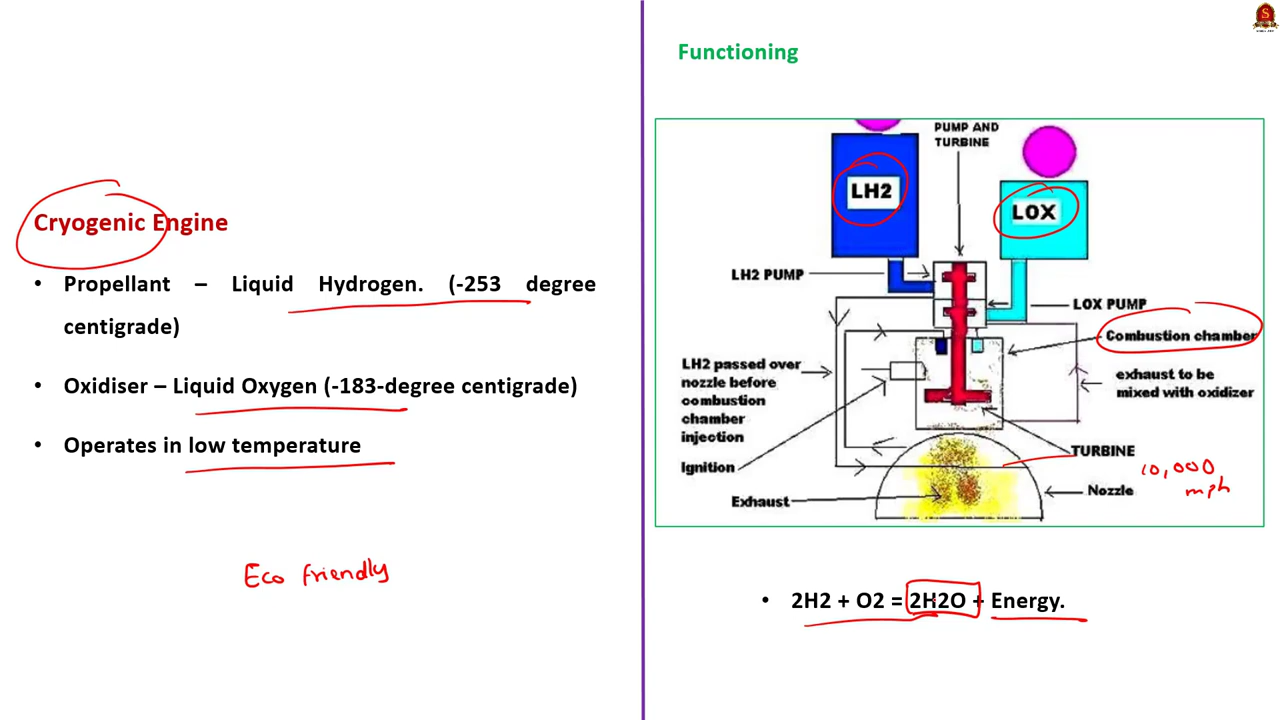 Functioning
Cryogenic Engine
• Propellant – Liquid Hydrogen. (-253 degree
centigrade)
• Oxidiser – Liquid Oxygen (-183-degree centigrade)
• Operates in low temperature
Eco friendly
PUMP AND
TURBINE
LH2
LOX
LH2 PUMP
LOX PUMP
Combustion chamber
LH2 passed over
nozzle before
combustion
chamber
injection
exhaust to be
mixed with oxidizer
Ignition
TURBINE
10,000
mph
Nozzle
Exhaust
• 2H2 + O2 = 2H2O + Energy.